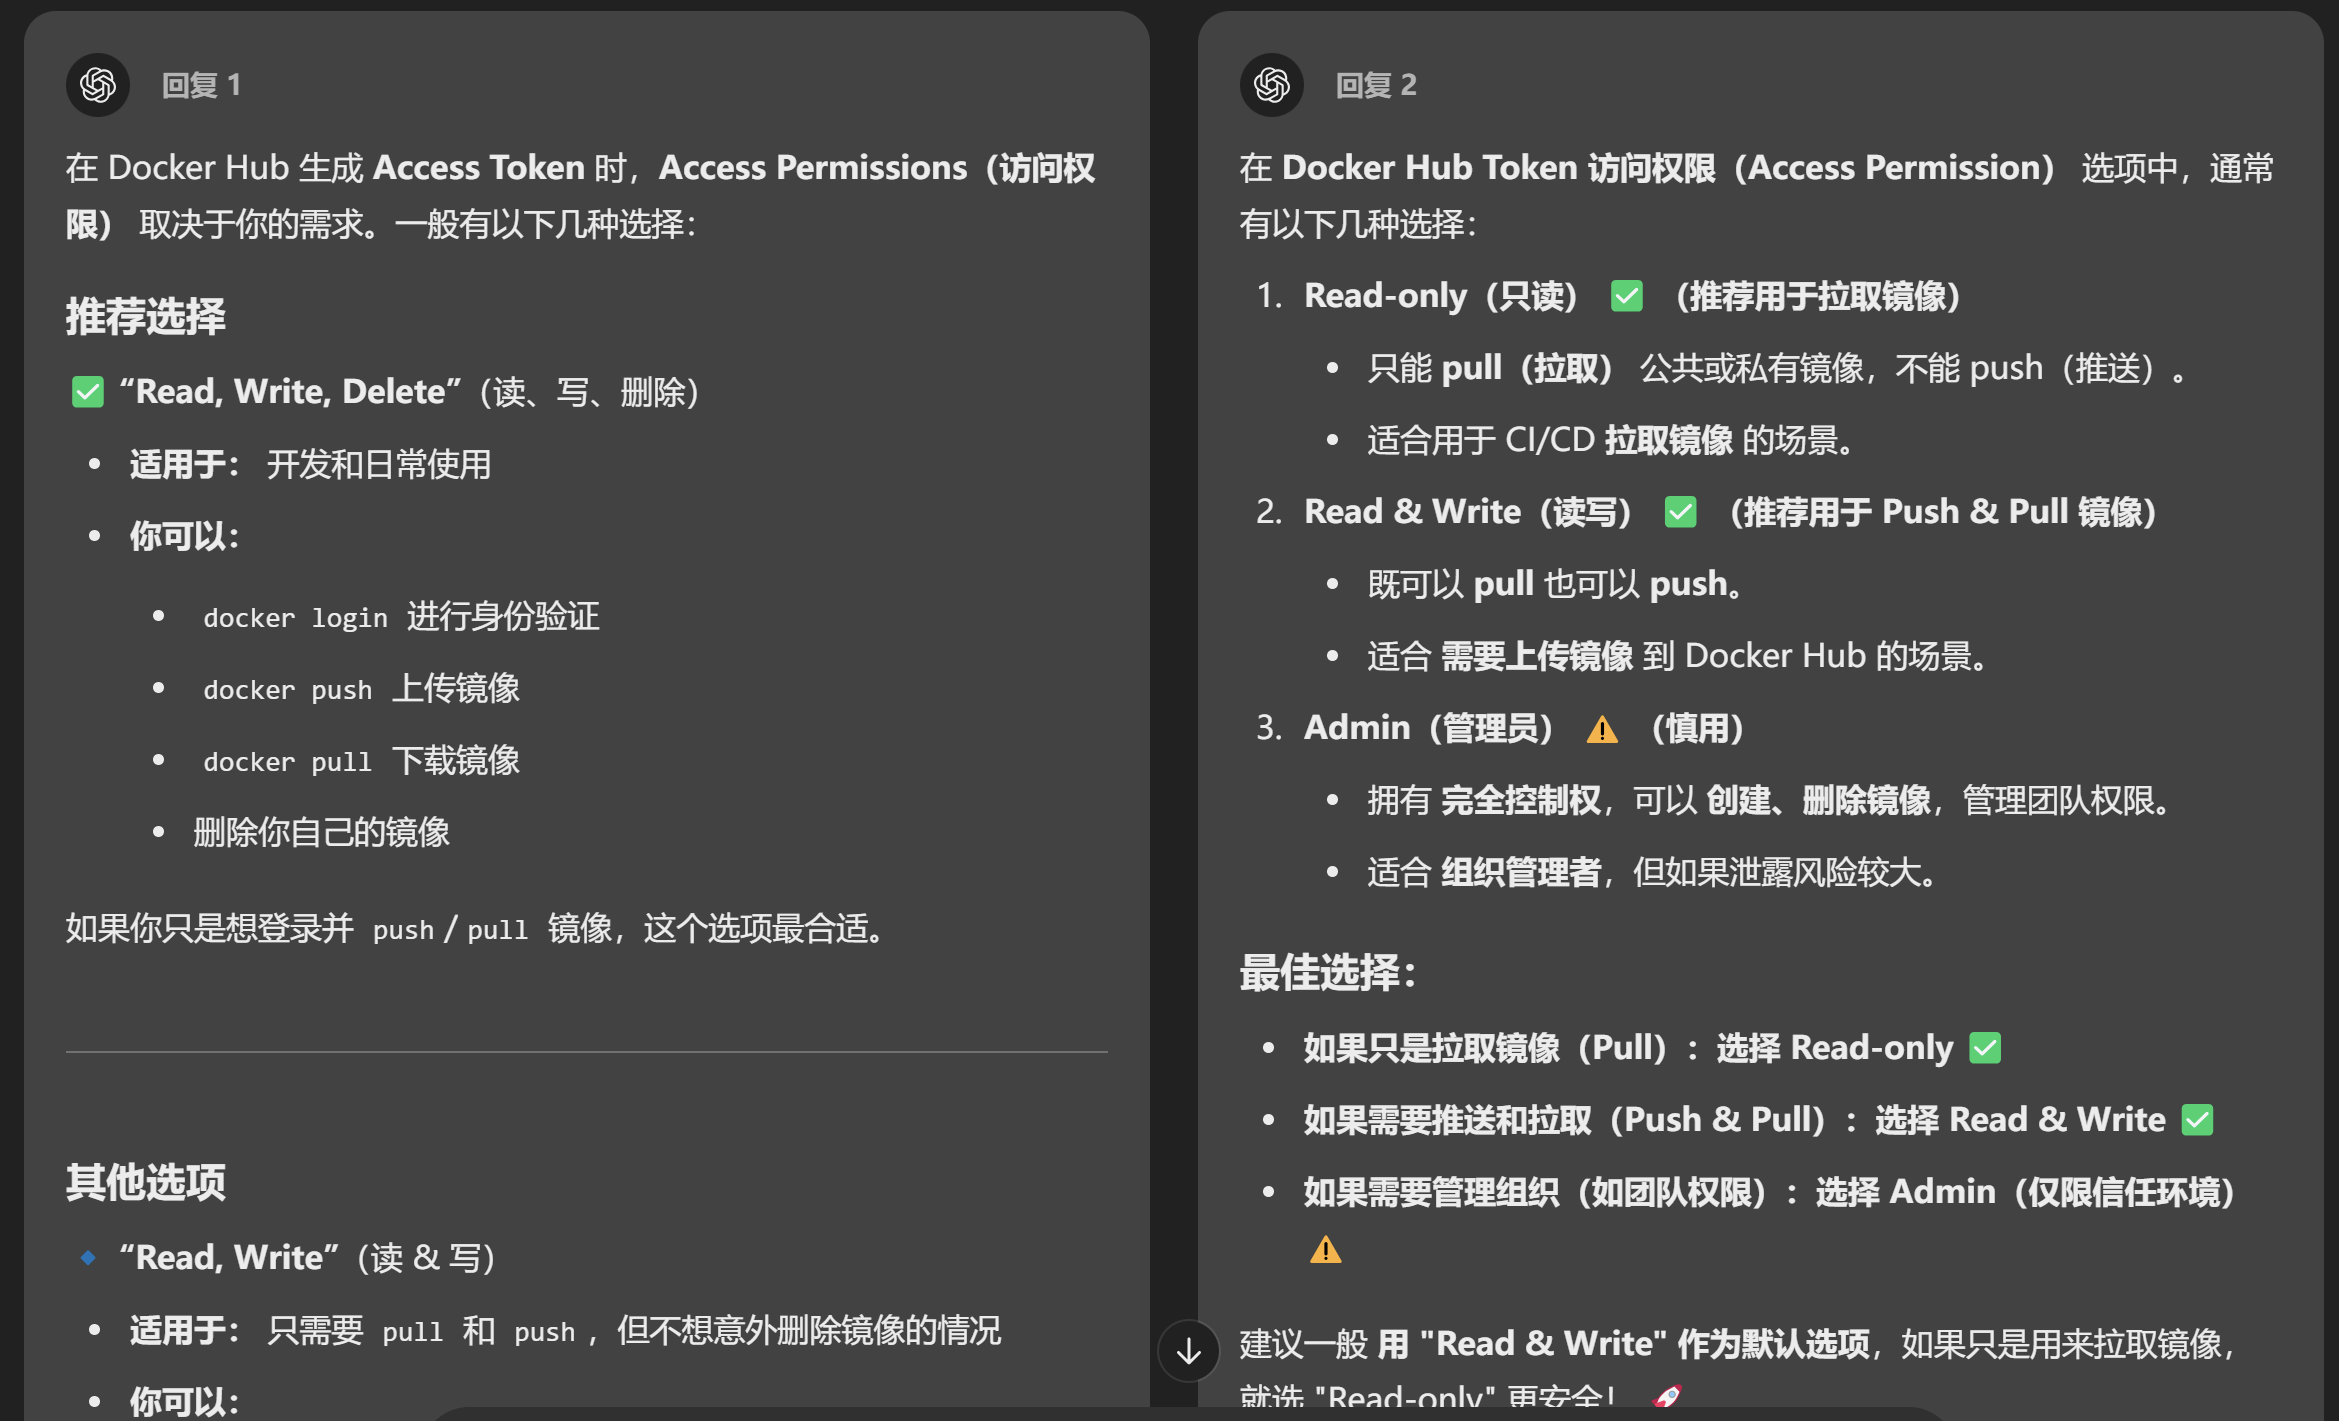 回复 1
在 Docker Hub 生成 Access Token 时，Access Permissions（访问权
限） 取决于你的需求。一般有以下几种选择：
推荐选择
✅ “Read, Write, Delete”（读、写、删除）
• 适用于： 开发和日常使用
• 你可以：
• docker login 进行身份验证
• docker push 上传镜像
• docker pull 下载镜像
• 删除你自己的镜像
如果你只是想登录并 push / pull 镜像，这个选项最合适。
其他选项
🔹 “Read, Write”（读 & 写）
• 适用于： 只需要 pull 和 push ，但不想意外删除镜像的情况
• 你可以：
回复 2
在 Docker Hub Token 访问权限（Access Permission） 选项中，通常
有以下几种选择：
1. Read-only（只读） ✅ （推荐用于拉取镜像）
• 只能 pull（拉取） 公共或私有镜像，不能 push（推送）。
• 适合用于 CI/CD 拉取镜像 的场景。
2. Read & Write（读写） ✅ （推荐用于 Push & Pull 镜像）
• 既可以 pull 也可以 push。
• 适合 需要上传镜像 到 Docker Hub 的场景。
3. Admin（管理员） ⚠️ （慎用）
• 拥有 完全控制权，可以 创建、删除镜像，管理团队权限。
• 适合 组织管理者，但如果泄露风险较大。
最佳选择：
• 如果只是拉取镜像（Pull）：选择 Read-only ✅
• 如果需要推送和拉取（Push & Pull）：选择 Read & Write ✅
• 如果需要管理组织（如团队权限）：选择 Admin（仅限信任环境）
⚠️
建议一般 用 "Read & Write" 作为默认选项，如果只是用来拉取镜像，
就选 "Read-only" 更安全！ 🚀